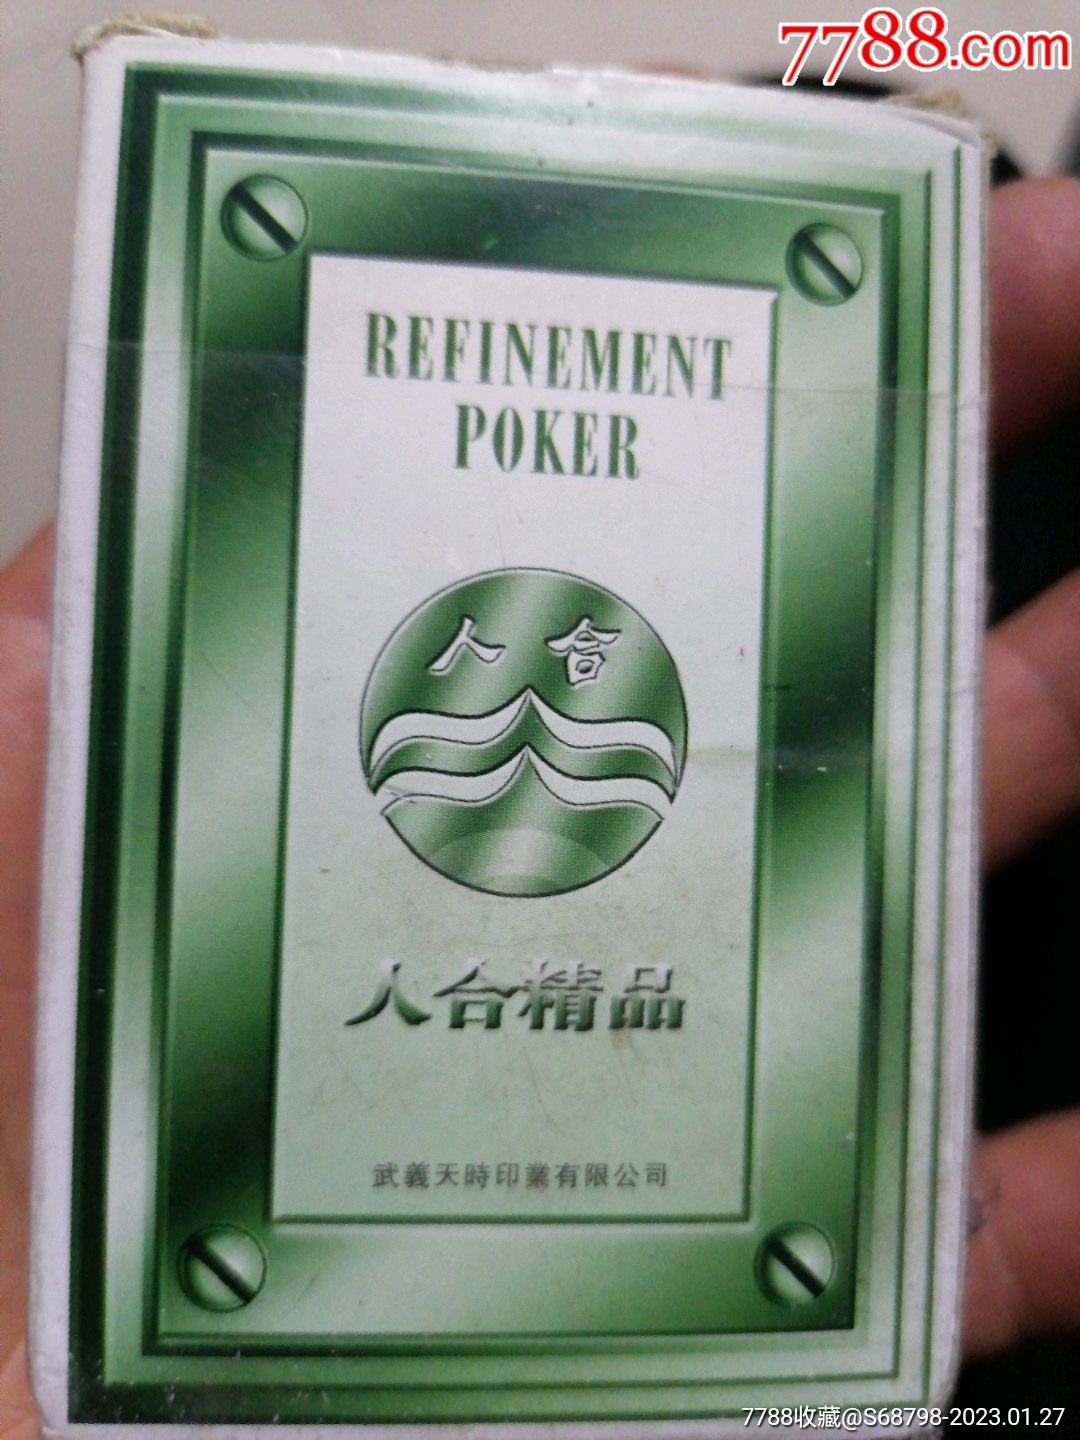 7788.com
REFINEMENT
POKER
人 合
人合精品
武義天時印業有限公司
7788收藏@S68798-2023.01.27